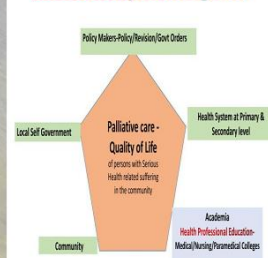 Policy Makers-Policy/Revision/Govt Orders
Local Self Government
Health System at Primary &
Secondary level
Palliative care -
Quality of Life
of persons with Serious
Health related suffering
in the community
Academia
Health Professional Education-
Medical/Nursing/Paramedical Colleges
Community